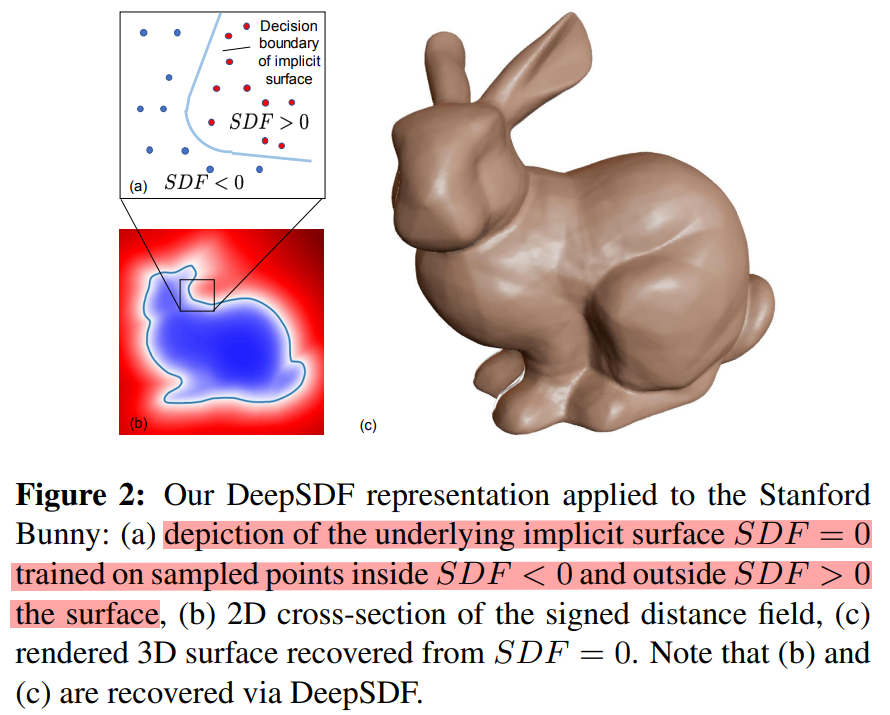 Decision
boundary
of implicit
surface
SDF > 0
(a) SDF < 0
(b)
(c)
Figure 2: Our DeepSDF representation applied to the Stanford
Bunny: (a) depiction of the underlying implicit surface SDF = 0
trained on sampled points inside SDF < 0 and outside SDF > 0
the surface, (b) 2D cross-section of the signed distance field, (c)
rendered 3D surface recovered from SDF = 0. Note that (b) and
(c) are recovered via DeepSDF.